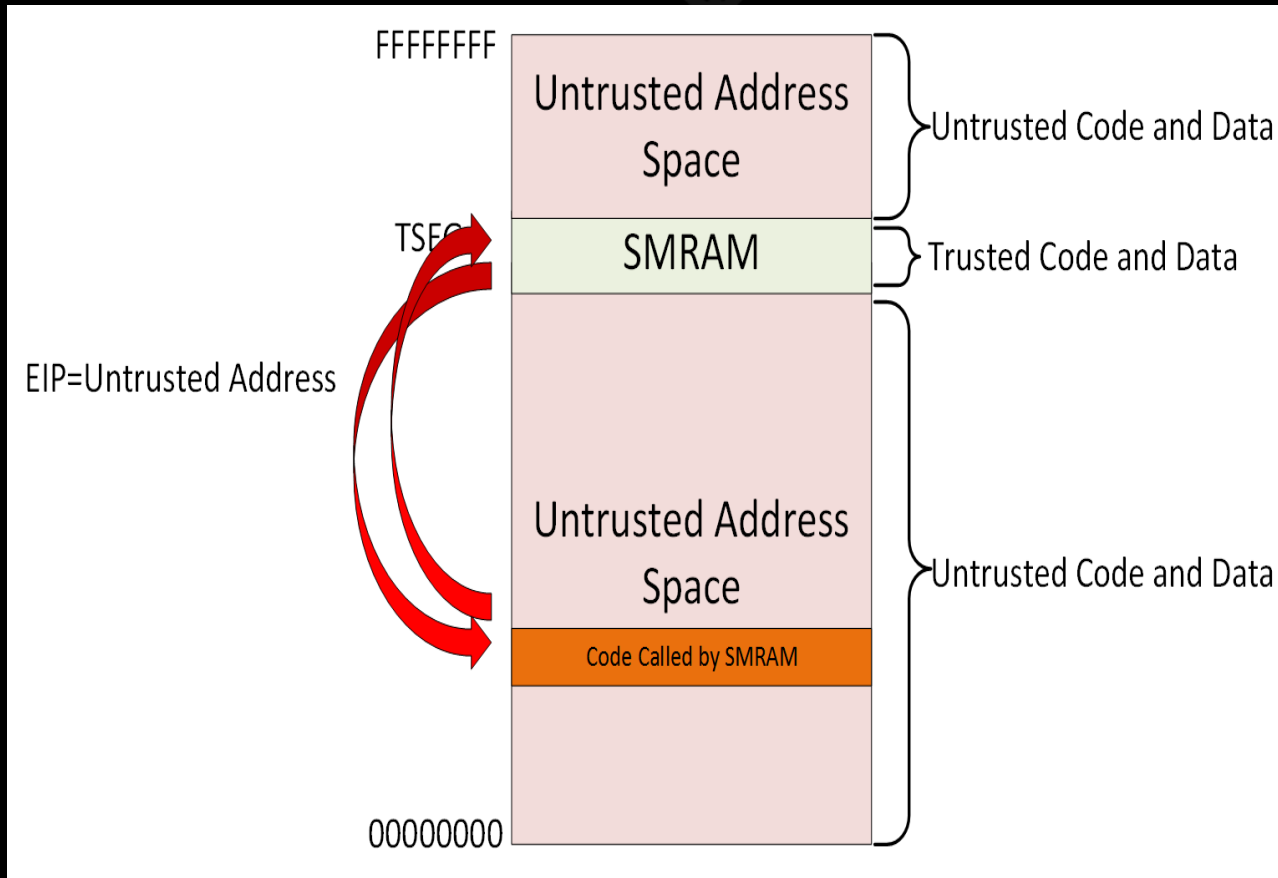 FFFFFFFF
Untrusted Address
Space
Untrusted Code and Data
SMRAM
Trusted Code and Data
EIP=Untrusted Address
Untrusted Address
Space
Untrusted Code and Data
Code Called by SMRAM
00000000